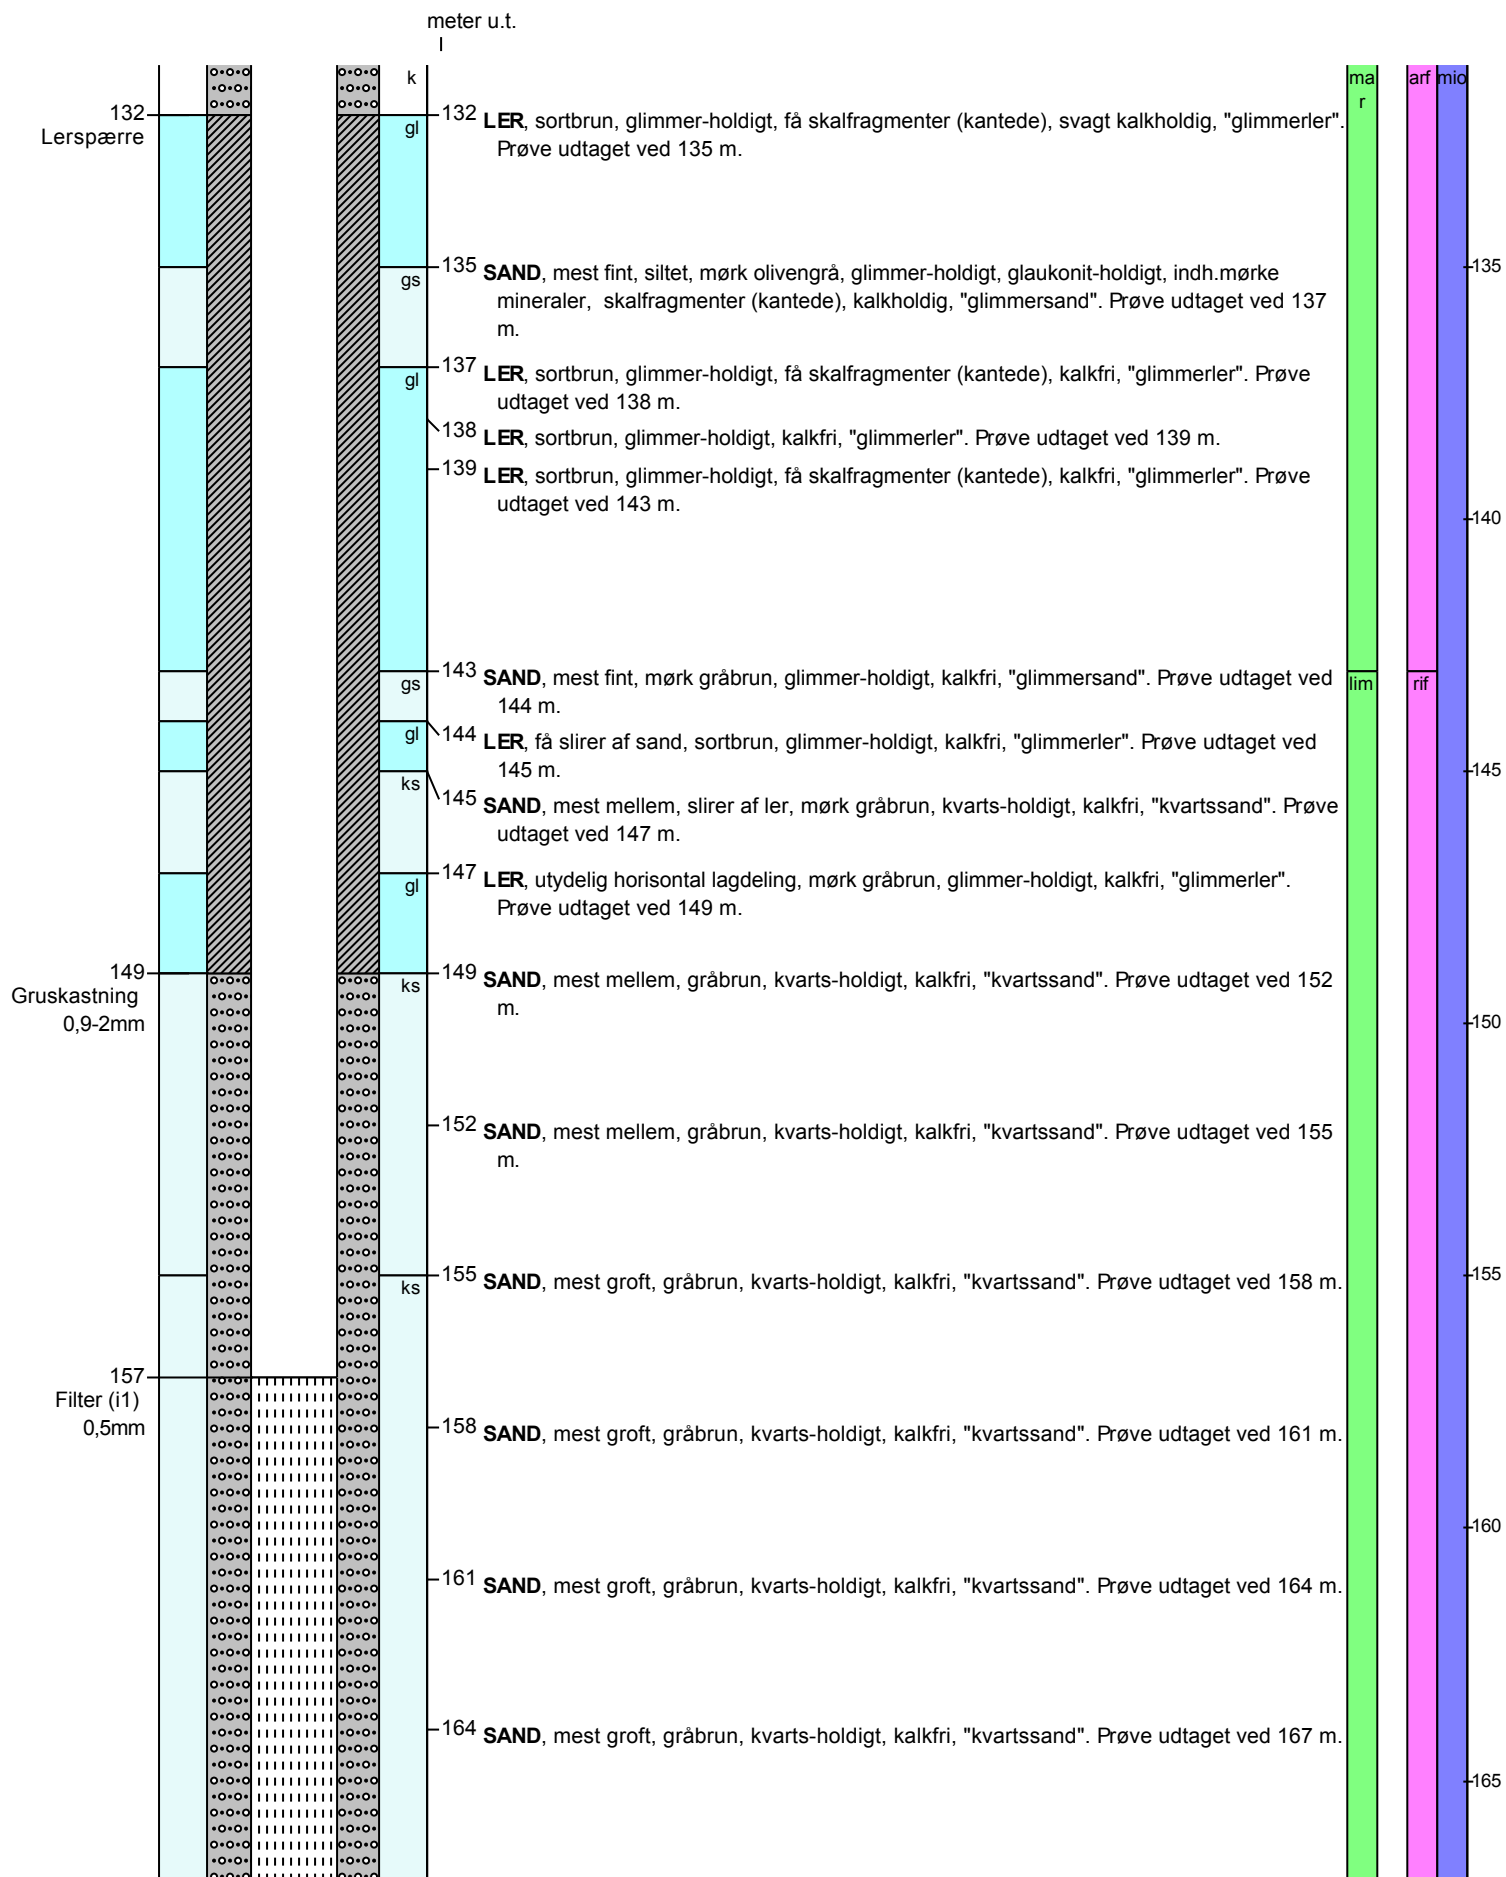 meter u.t.
k
mar
arf
mio
132
Lerspærre
gl
132 LER, sortbrun, glimmer-holdigt, få skalfragmenter (kantede), svagt kalkholdig, "glimmerler".
Prøve udtaget ved 135 m.
gs
135 SAND, mest fint, siltet, mørk olivengrå, glimmer-holdigt, glaukonit-holdigt, indh.mørke
mineraler, skalfragmenter (kantede), kalkholdig, "glimmersand". Prøve udtaget ved 137
m.
135
gl
137 LER, sortbrun, glimmer-holdigt, få skalfragmenter (kantede), kalkfri, "glimmerler". Prøve
udtaget ved 138 m.
138 LER, sortbrun, glimmer-holdigt, kalkfri, "glimmerler". Prøve udtaget ved 139 m.
139 LER, sortbrun, glimmer-holdigt, få skalfragmenter (kantede), kalkfri, "glimmerler". Prøve
udtaget ved 143 m.
140
gs
143 SAND, mest fint, mørk gråbrun, glimmer-holdigt, kalkfri, "glimmersand". Prøve udtaget ved
144 m.
lim
rif
gl
144 LER, få slirer af sand, sortbrun, glimmer-holdigt, kalkfri, "glimmerler". Prøve udtaget ved
145 m.
145
ks
145 SAND, mest mellem, slirer af ler, mørk gråbrun, kvarts-holdigt, kalkfri, "kvartssand". Prøve
udtaget ved 147 m.
gl
147 LER, utydelig horisontal lagdeling, mørk gråbrun, glimmer-holdigt, kalkfri, "glimmerler".
Prøve udtaget ved 149 m.
149
Gruskastning
0,9-2mm
ks
149 SAND, mest mellem, gråbrun, kvarts-holdigt, kalkfri, "kvartssand". Prøve udtaget ved 152
m.
150
152 SAND, mest mellem, gråbrun, kvarts-holdigt, kalkfri, "kvartssand". Prøve udtaget ved 155
m.
ks
155 SAND, mest groft, gråbrun, kvarts-holdigt, kalkfri, "kvartssand". Prøve udtaget ved 158 m.
155
157
Filter (i1)
0,5mm
158 SAND, mest groft, gråbrun, kvarts-holdigt, kalkfri, "kvartssand". Prøve udtaget ved 161 m.
160
161 SAND, mest groft, gråbrun, kvarts-holdigt, kalkfri, "kvartssand". Prøve udtaget ved 164 m.
164 SAND, mest groft, gråbrun, kvarts-holdigt, kalkfri, "kvartssand". Prøve udtaget ved 167 m.
165